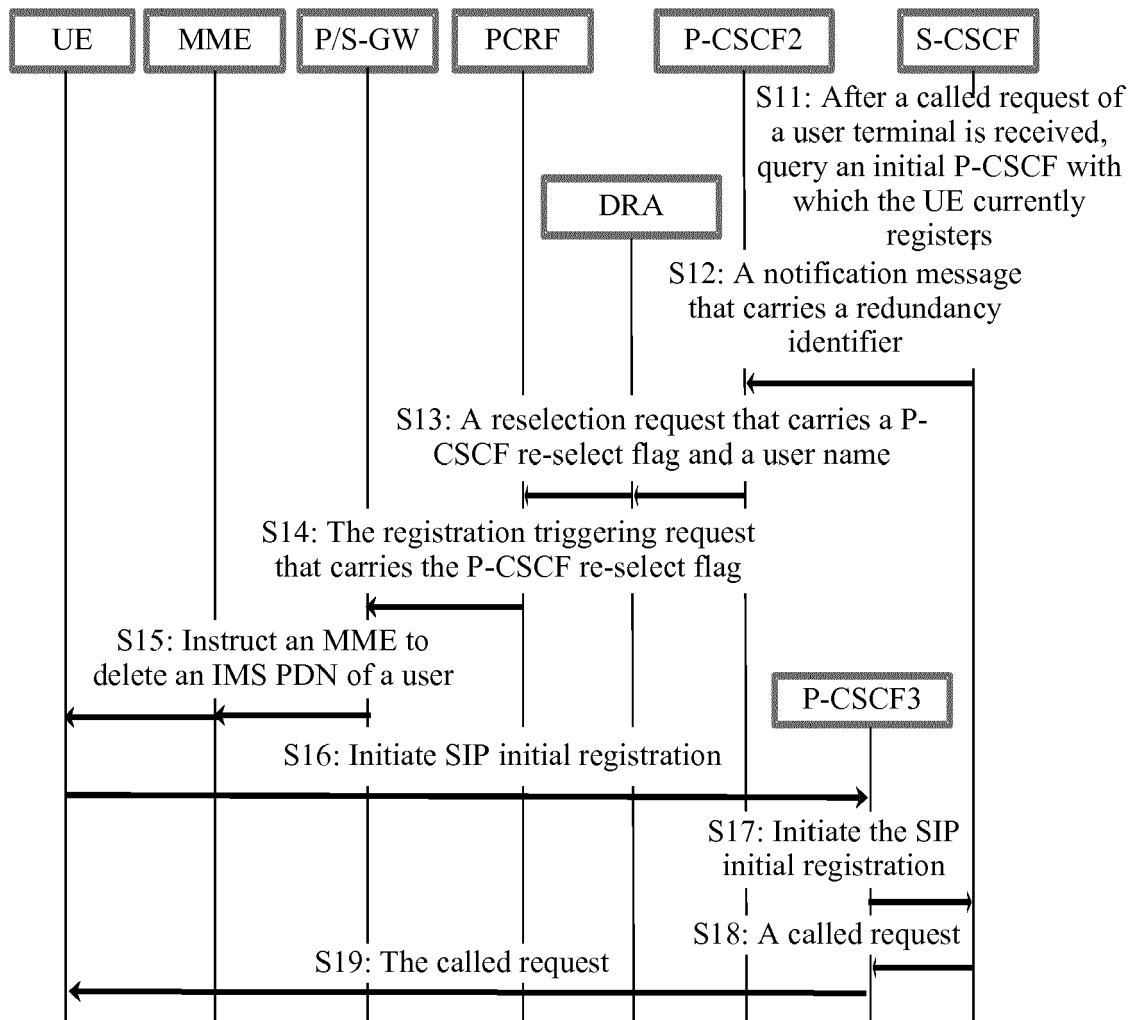 UE
MME
P/S-GW
PCRF
P-CSCF2
S-CSCF
S11: After a called request of
a user terminal is received,
query an initial P-CSCF with
which the UE currently
registers
DRA
S12: A notification message
that carries a redundancy
identifier
S13: A reselection request that carries a P-
CSCF re-select flag and a user name
S14: The registration triggering request
that carries the P-CSCF re-select flag
S15: Instruct an MME to
delete an IMS PDN of a user
P-CSCF3
S16: Initiate SIP initial registration
S17: Initiate the SIP
initial registration
S18: A called request
S19: The called request